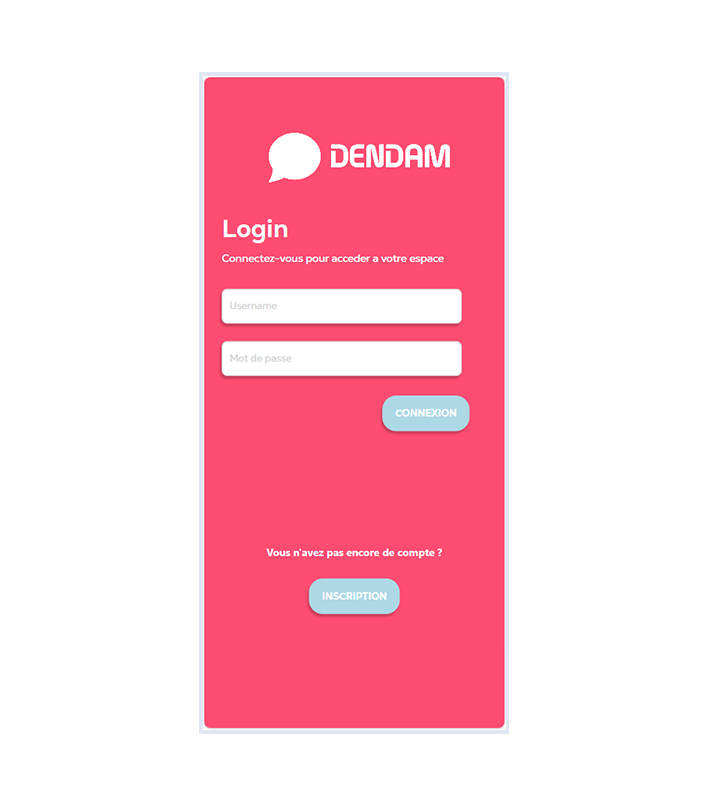 DENDAM
Login
Connectez-vous pour acceder a votre espace
Username
Mot de passe
CONNEXION
Vous n'avez pas encore de compte ?
INSCRIPTION